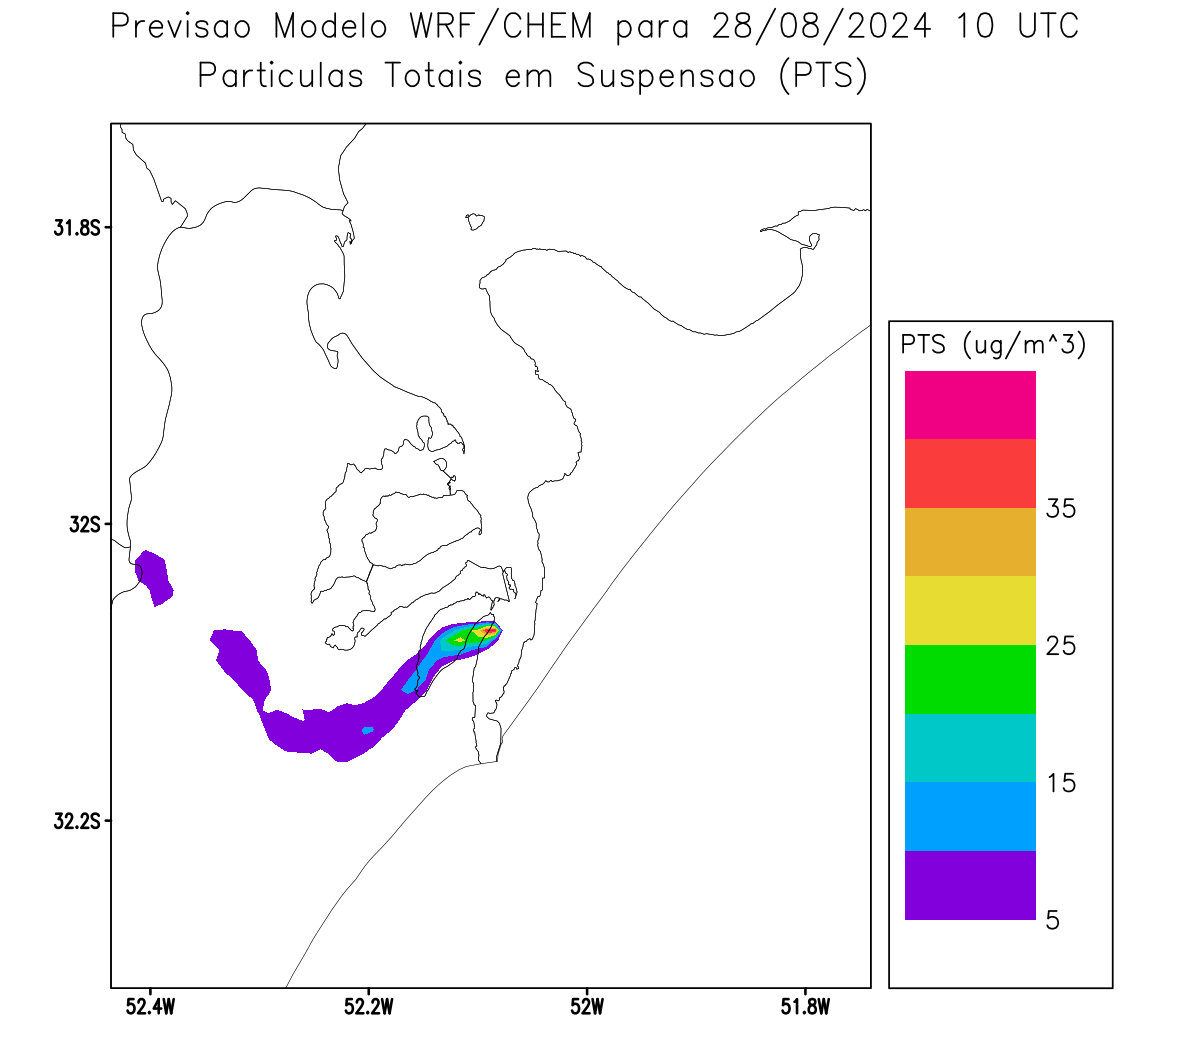 Previsao Modelo WRF/CHEM para 28/08/2024 10 UTC
Particulas Totais em Suspensao (PTS)
31.8S
32S
32.2S
52.4W 52.2W 52W 51.8W
PTS (ug/m^3)
35
25
15
5